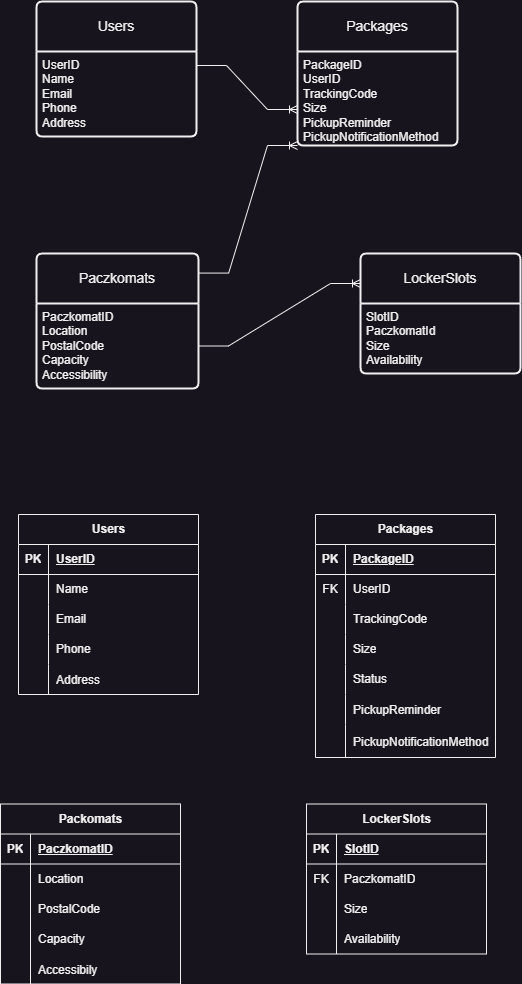 Users
UserID
Name
Email
Phone
Address
Packages
PackageID
UserID
TrackingCode
Size
PickupReminder
PickupNotificationMethod
Paczkomats
PaczkomatID
Location
PostalCode
Capacity
Accessibility
LockerSlots
SlotID
PaczkomatId
Size
Availability
Users
PK UserID
Name
Email
Phone
Address
Packages
PK PackageID
FK UserID
TrackingCode
Size
Status
PickupReminder
PickupNotificationMethod
Packomats
PK PaczkomatID
Location
PostalCode
Capacity
Accessibily
LockerSlots
PK SlotID
FK PaczkomatID
Size
Availability